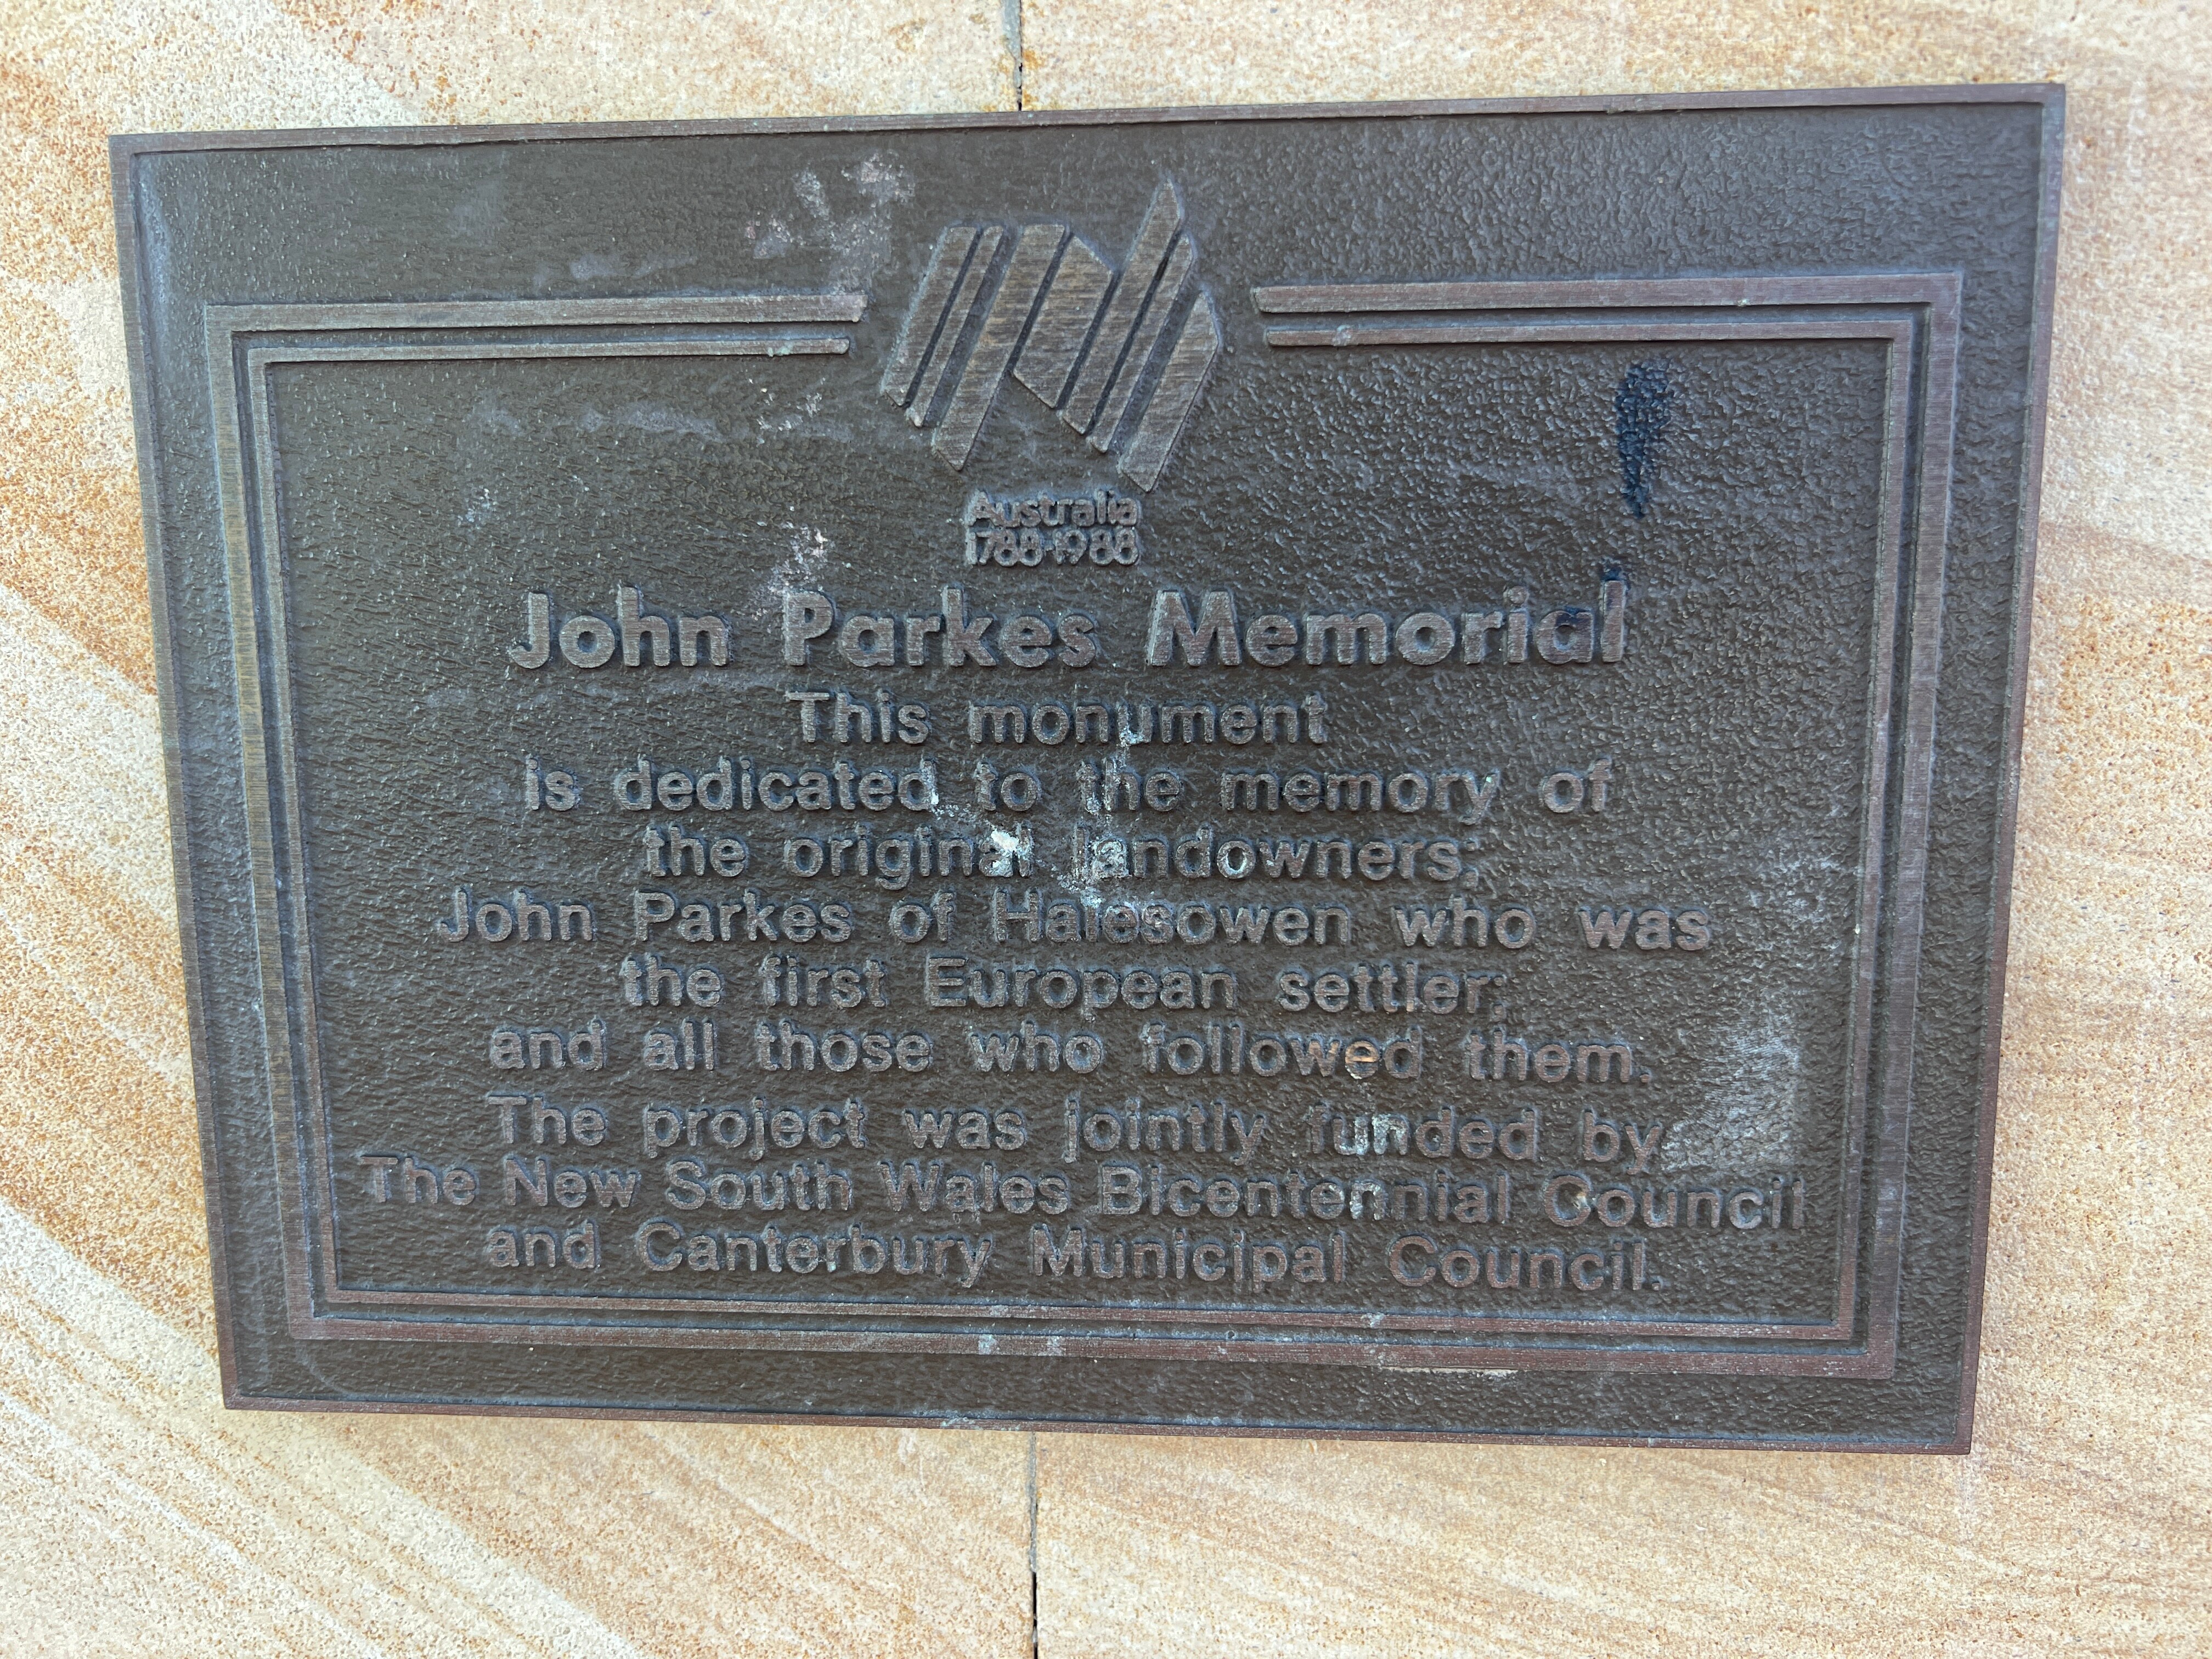 Australia
1788-1988
John Parkes Memorial
This monument
is dedicated to the memory of
the original landowners;
John Parkes of Halesowen who was
the first European settler;
and all those who followed them.
The project was jointly funded by
The New South Wales Bicentennial Council
and Canterbury Municipal Council.